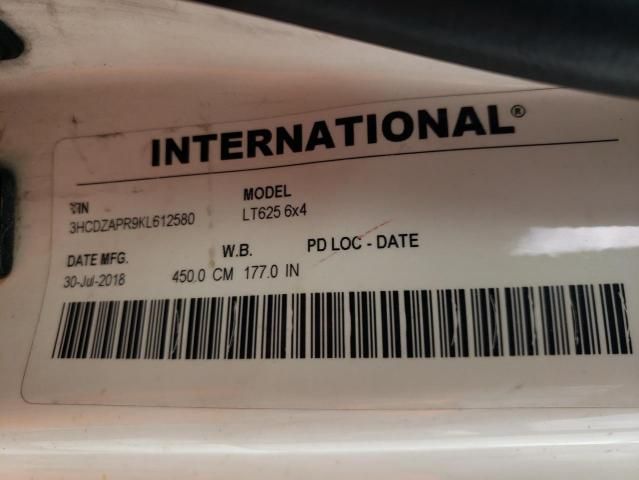 INTERNATIONAL®
VIN MODEL
3HCDZAPR9KL612580 LT625 6x4
DATE MFG. W.B. PD LOC - DATE
30-Jul-2018 450.0 CM 177.0 IN